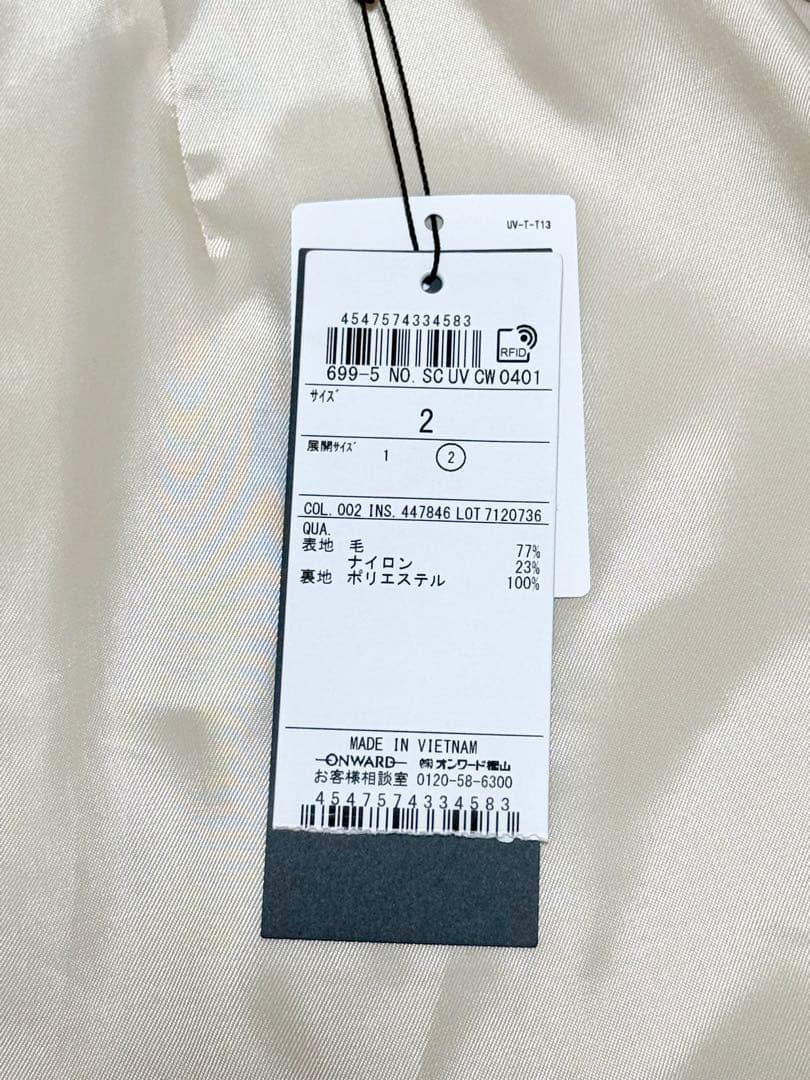 UV-T-T13
4547574334583
RFID
699-5 NO. SC UV CW 0401
サイズ
2
展開サイズ 1 2
COL. 002 INS. 447846 LOT 7120736
QUA.
表地 毛 77%
ナイロン 23%
裏地 ポリエステル 100%
MADE IN VIETNAM
ONWARD ㈱オンワード樫山
お客様相談室 0120-58-6300
4547574334583